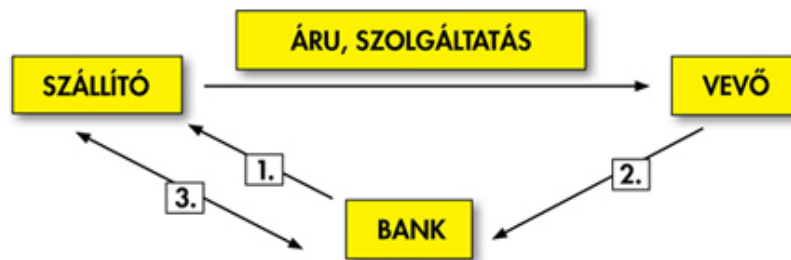 ÁRU, SZOLGÁLTATÁS
SZÁLLÍTÓ
VEVŐ
1.
2.
3.
BANK